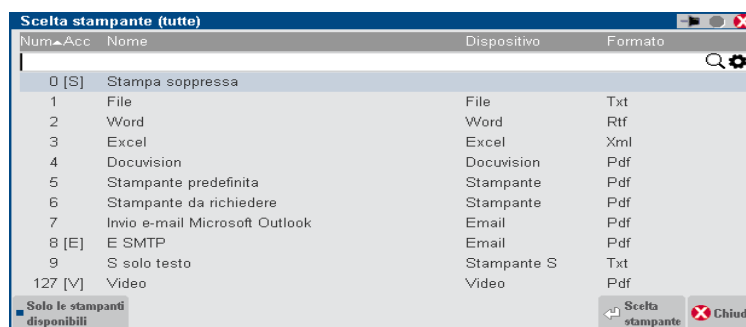 Scelta stampante (tutte)
Num Acc Nome Dispositivo Formato
0 [S] Stampa soppressa
1 File File Txt
2 Word Word Rtf
3 Excel Excel Xml
4 Docuvision Docuvision Pdf
5 Stampante predefinita Stampante Pdf
6 Stampante da richiedere Stampante Pdf
7 Invio e-mail Microsoft Outlook Email Pdf
8 [E] E SMTP Email Pdf
9 S solo testo Stampante S Txt
127 [V] Video Video Pdf
Solo le stampanti
disponibili
Scelta
stampante
Chiud